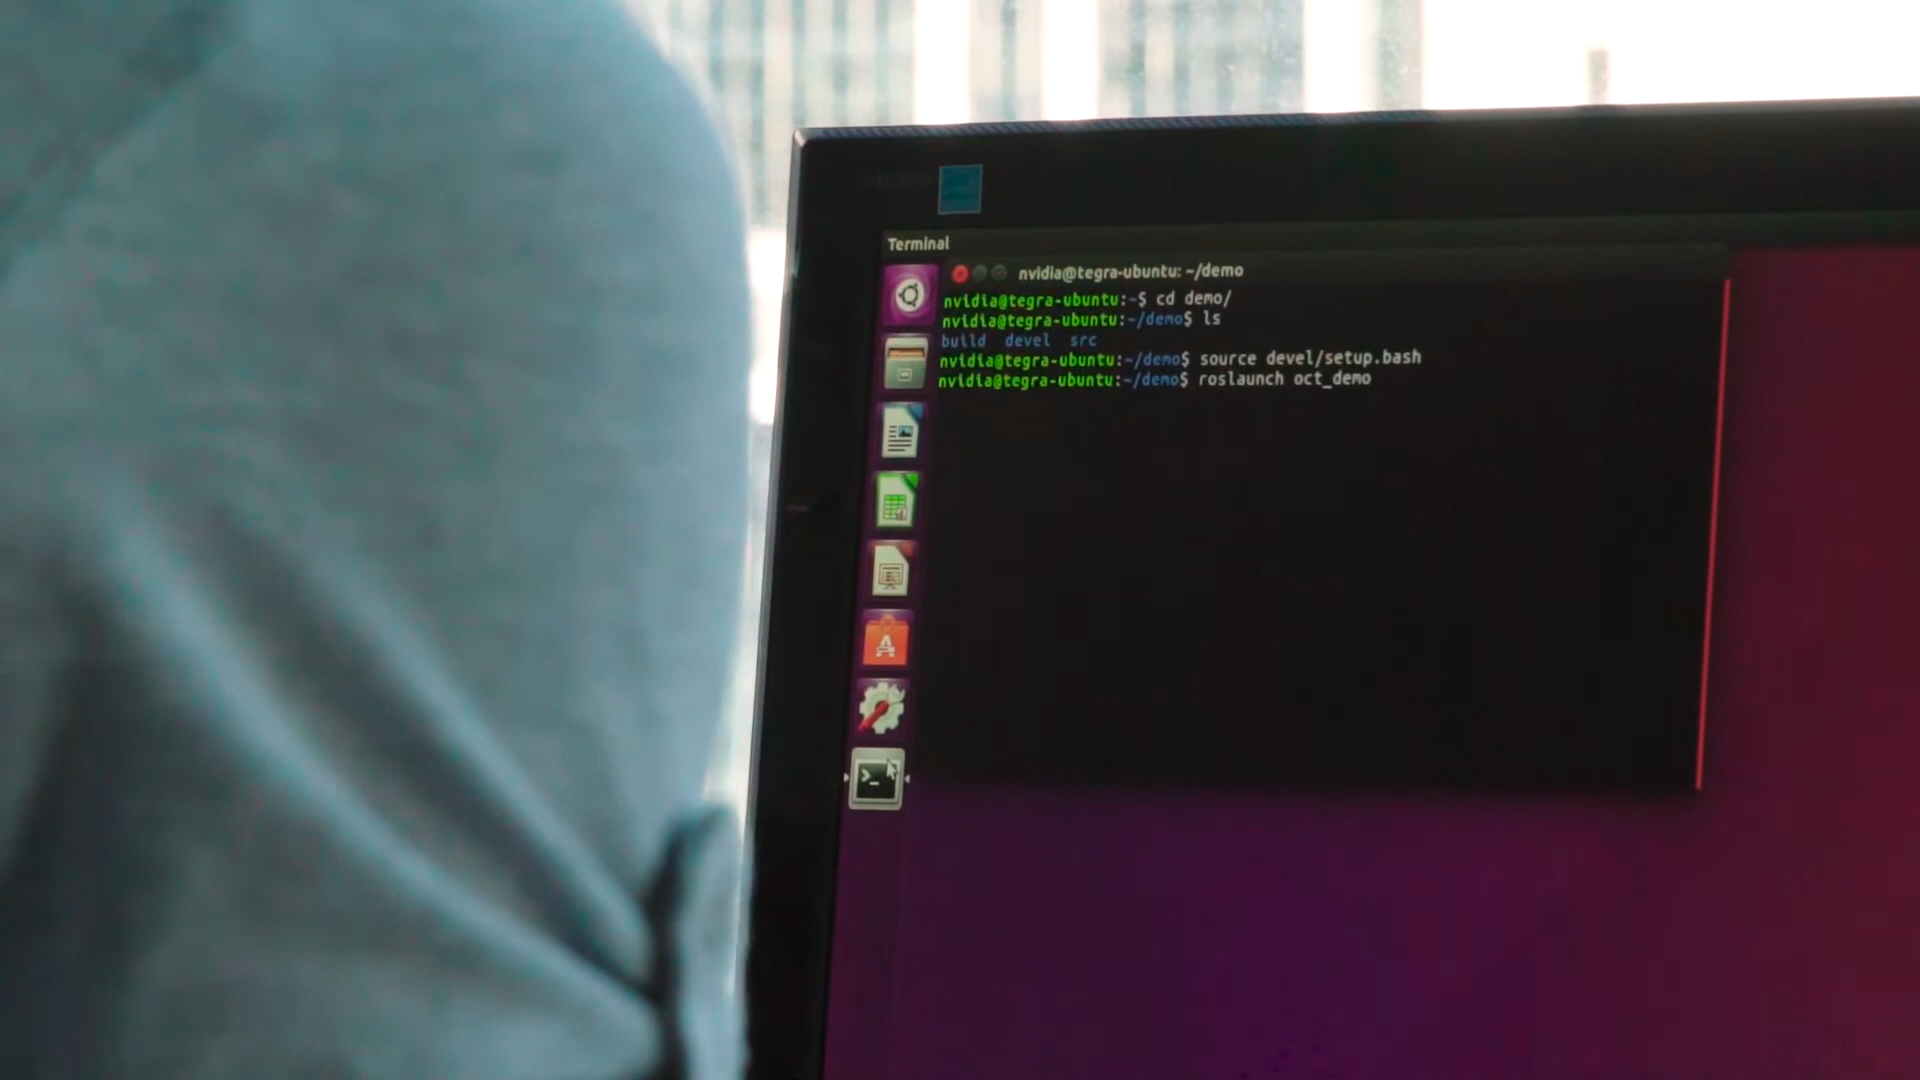 Terminal
nvidia@tegra-ubuntu: ~/demo
nvidia@tegra-ubuntu:~$ cd demo/
nvidia@tegra-ubuntu:~/demo$ ls
build devel src
nvidia@tegra-ubuntu:~/demo$ source devel/setup.bash
nvidia@tegra-ubuntu:~/demo$ roslaunch oct_demo